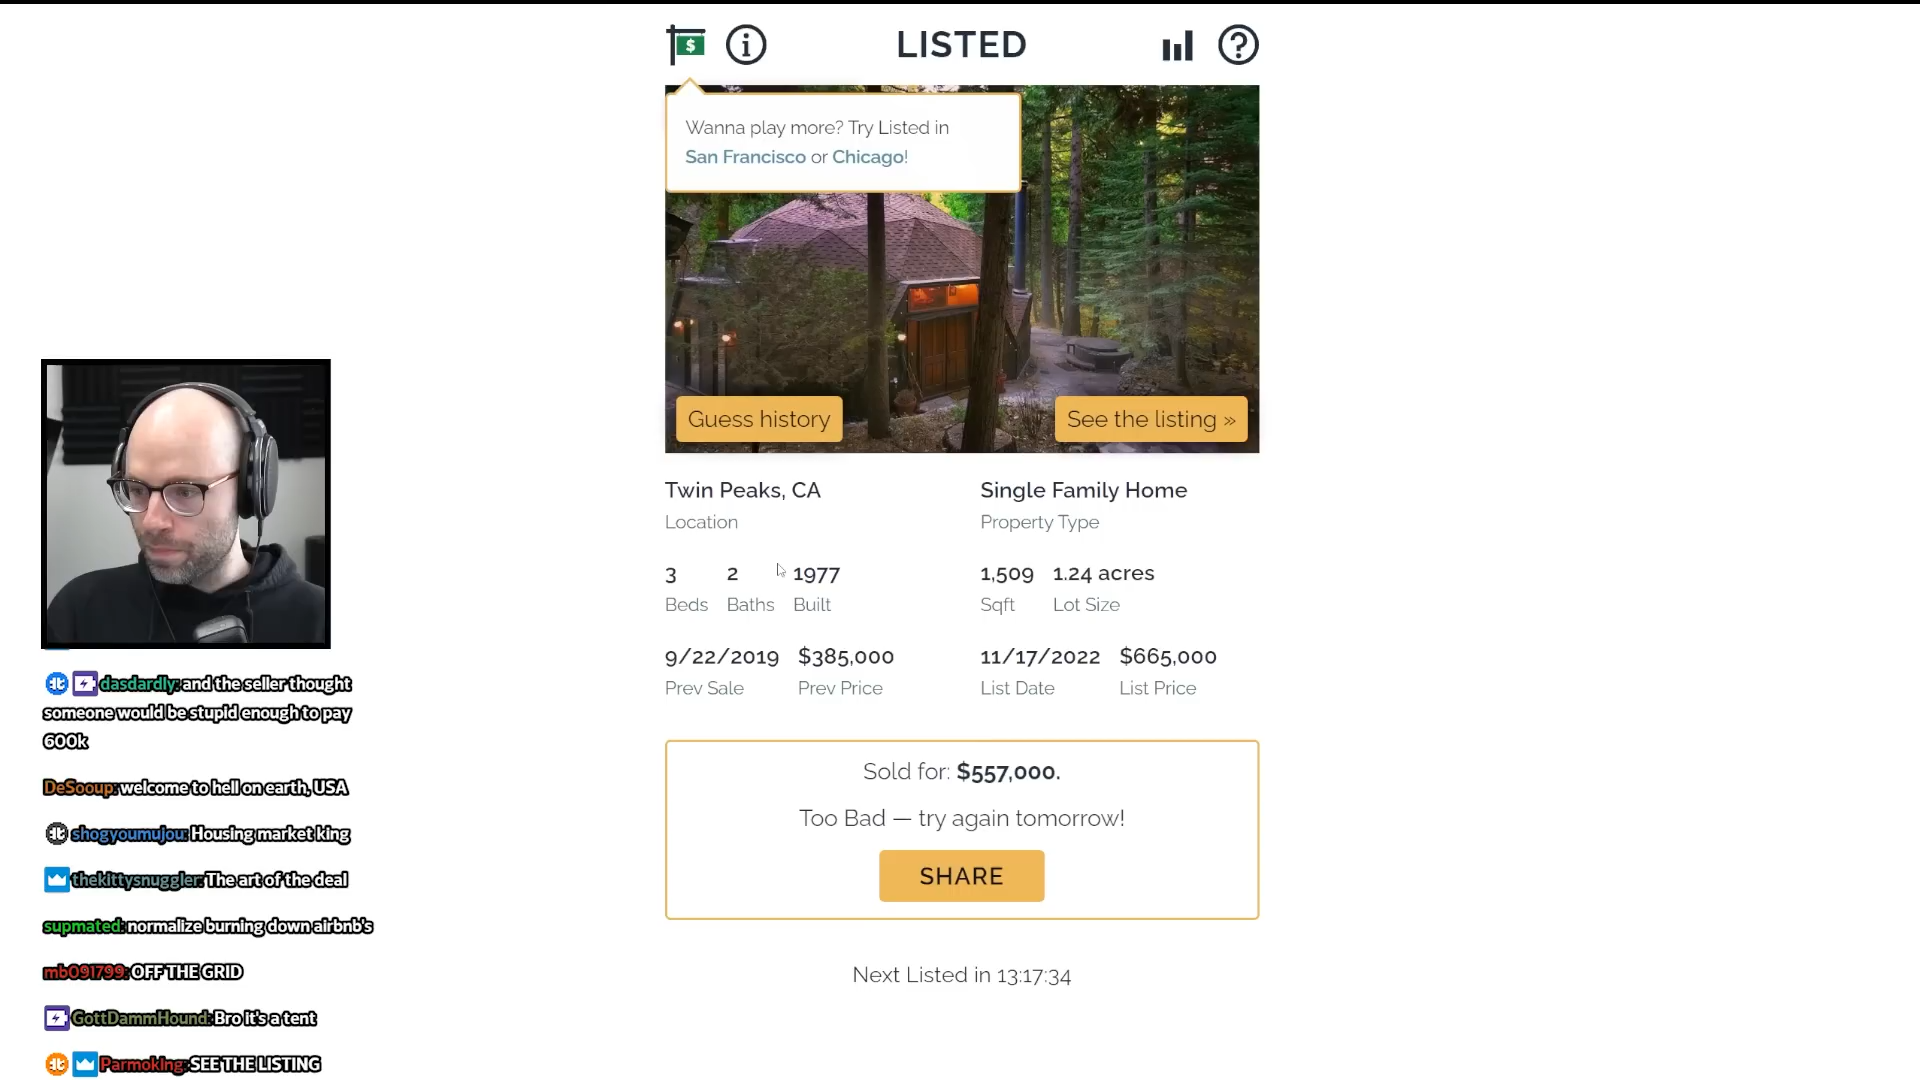 LISTED
Wanna play more? Try Listed in
San Francisco or Chicago!
Guess history
See the listing »
Twin Peaks, CA
Location
Single Family Home
Property Type
3
Beds
2
Baths
1977
Built
1,509
Sqft
1.24 acres
Lot Size
9/22/2019
Prev Sale
$385,000
Prev Price
11/17/2022
List Date
$665,000
List Price
Sold for: $557,000.
Too Bad — try again tomorrow!
SHARE
Next Listed in 13:17:34
dasdardly: and the seller thought
someone would be stupid enough to pay
600k
DeSooup: welcome to hell on earth, USA
shogyoumujou: Housing market king
thekittysnuggler: The art of the deal
supmated: normalize burning down airbnb's
mb091799: OFF THE GRID
GottDammHound: Bro it's a tent
Parmoking: SEE THE LISTING